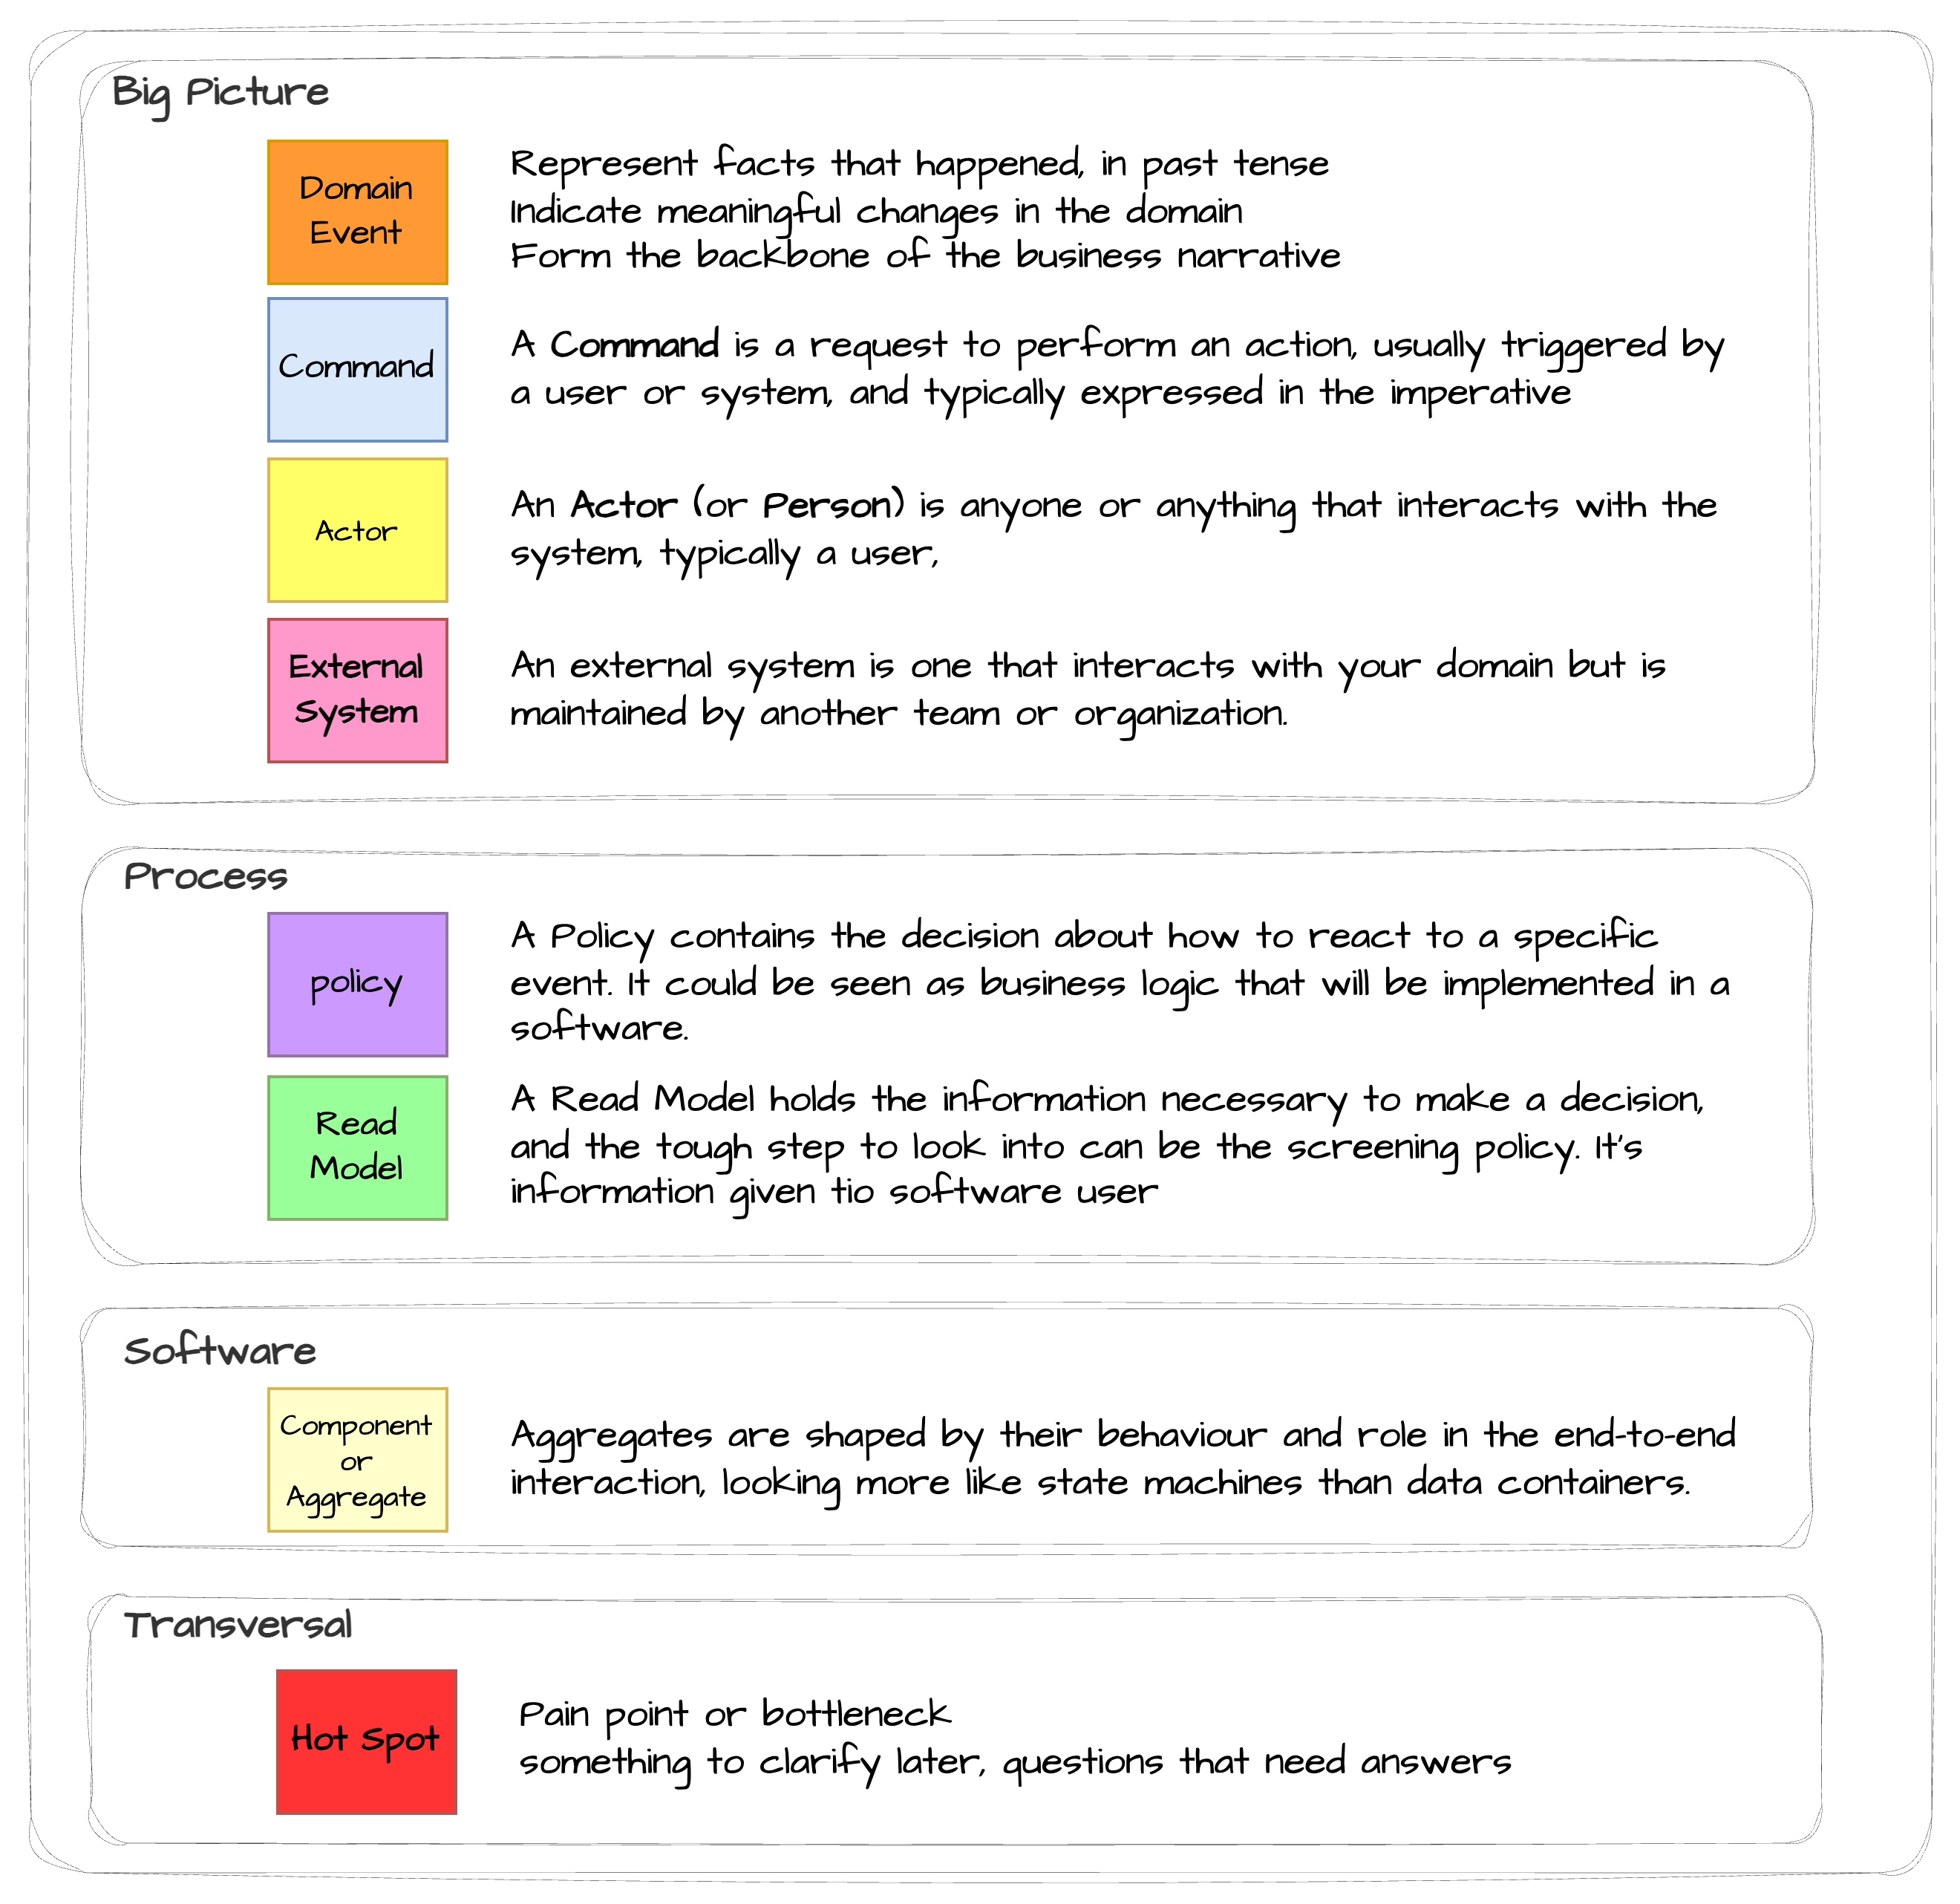 Big Picture
Domain
Event
Represent facts that happened, in past tense
Indicate meaningful changes in the domain
Form the backbone of the business narrative
Command
A Command is a request to perform an action, usually triggered by
a user or system, and typically expressed in the imperative
Actor
An Actor (or Person) is anyone or anything that interacts with the
system, typically a user,
External
System
An external system is one that interacts with your domain but is
maintained by another team or organization.
Process
policy
A Policy contains the decision about how to react to a specific
event. It could be seen as business logic that will be implemented in a
software.
Read
Model
A Read Model holds the information necessary to make a decision,
and the tough step to look into can be the screening policy. It's
information given tio software user
Software
Component
or
Aggregate
Aggregates are shaped by their behaviour and role in the end-to-end
interaction, looking more like state machines than data containers.
Transversal
Hot Spot
Pain point or bottleneck
something to clarify later, questions that need answers